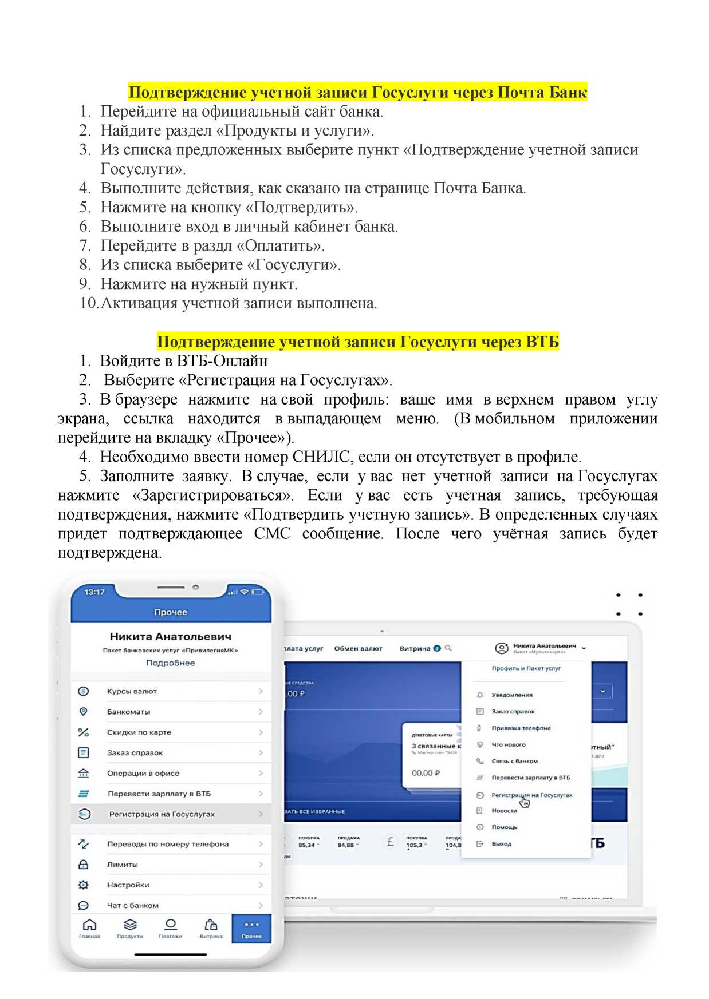 Подтверждение учетной записи Госуслуги через Почта Банк
1. Перейдите на официальный сайт банка.
2. Найдите раздел «Продукты и услуги».
3. Из списка предложенных выберите пункт «Подтверждение учетной записи
Госуслуги».
4. Выполните действия, как сказано на странице Почта Банка.
5. Нажмите на кнопку «Подтвердить».
6. Выполните вход в личный кабинет банка.
7. Перейдите в раздл «Оплатить».
8. Из списка выберите «Госуслуги».
9. Нажмите на нужный пункт.
10. Активация учетной записи выполнена.
Подтверждение учетной записи Госуслуги через ВТБ
1. Войдите в ВТБ-Онлайн
2. Выберите «Регистрация на Госуслугах».
3. В браузере нажмите на свой профиль: ваше имя в верхнем правом углу
экрана, ссылка находится в выпадающем меню. (В мобильном приложении
перейдите на вкладку «Прочее»).
4. Необходимо ввести номер СНИЛС, если он отсутствует в профиле.
5. Заполните заявку. В случае, если у вас нет учетной записи на Госуслугах
нажмите «Зарегистрироваться». Если у вас есть учетная запись, требующая
подтверждения, нажмите «Подтвердить учетную запись». В определенных случаях
придет подтверждающее СМС сообщение. После чего учётная запись будет
подтверждена.
13:17
Прочее
Никита Анатольевич
Пакет банковских услуг «ПривилегияМК»
Подробнее
Курсы валют
Банкоматы
Скидки по карте
Заказ справок
Операции в офисе
Перевести зарплату в ВТБ
Регистрация на Госуслугах
Переводы по номеру телефона
Лимиты
Настройки
Чат с банком
Главная Продукты Платежи Витрина Прочее
плата услуг Обмен валют Витрина 3
Никита Анатольевич
Пакет «Мультикарта»
Профиль и Пакет услуг
Уведомления
Заказ справок
Привязка телефона
Что нового
Связь с банком
Перевести зарплату в ВТБ
Регистрация на Госуслугах
Новости
Помощь
Выход
ЫЕ СРЕДСТВА
,00 ₽
ДЕБЕТОВЫЕ КАРТЫ
3 связанные к
Мастер счет *9434
00,00 ₽
тный"
7.2017
ЗАТЬ ВСЕ ИЗБРАННЫЕ
ПОКУПКА ПРОДАЖА £ ПОКУПКА ПРОДА
85,34 84,88 105,3 104,8
урс
ТБ
ПОКАЗАТЬ ВСЕ